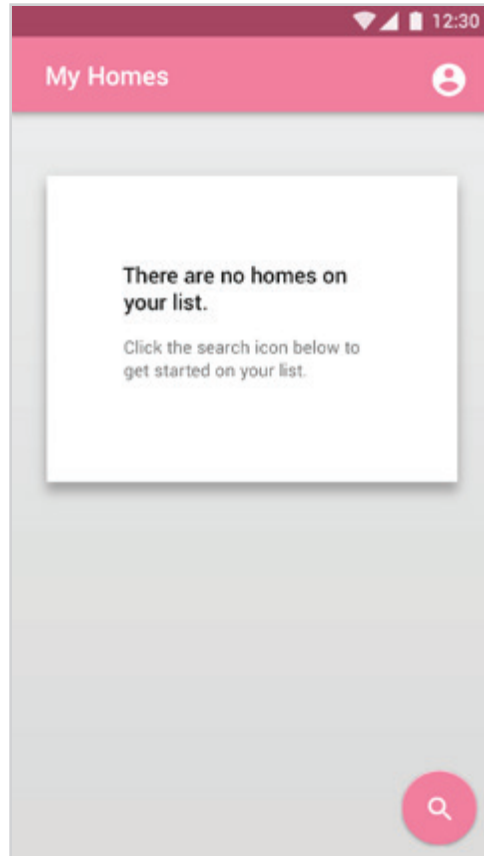 12:30
My Homes
There are no homes on
your list.
Click the search icon below to
get started on your list.